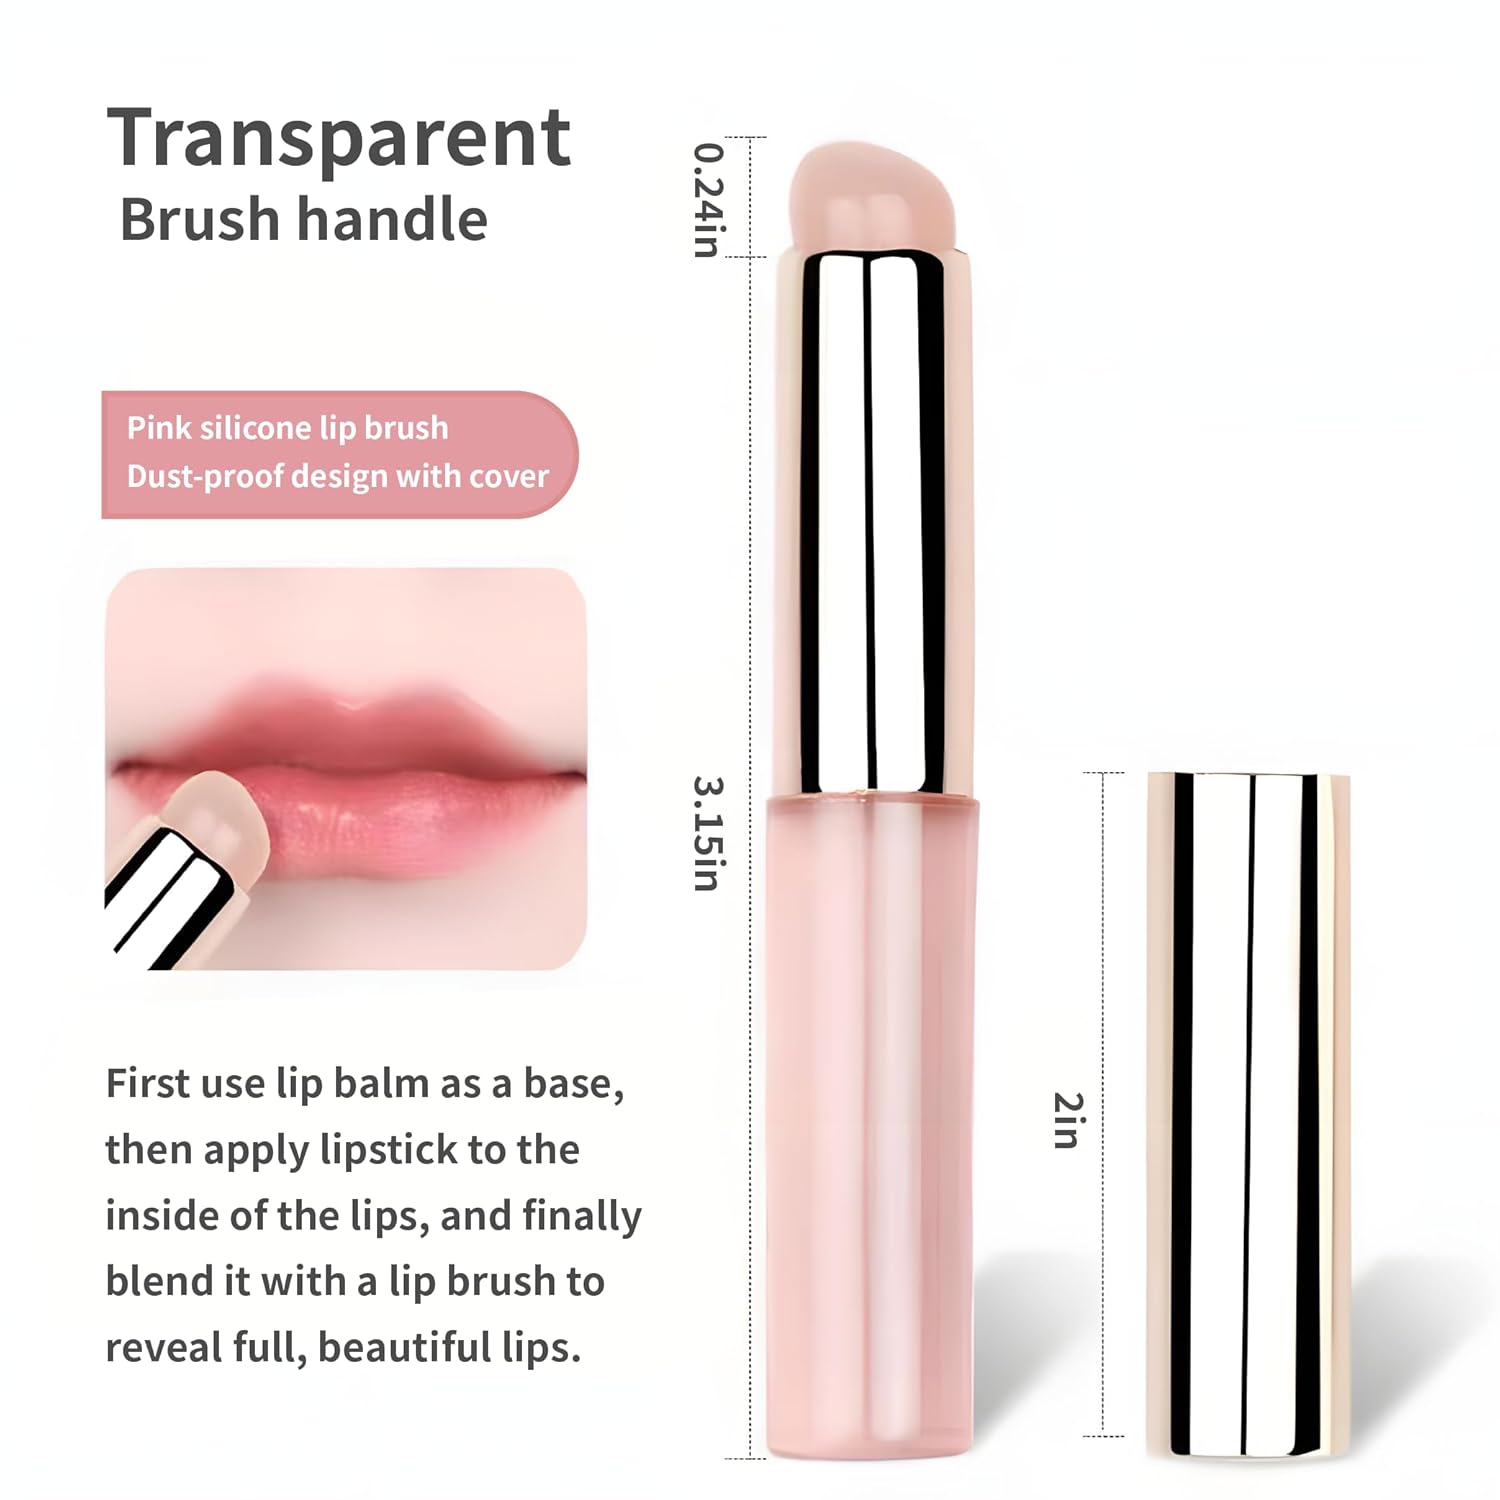 Transparent
Brush handle
Pink silicone lip brush
Dust-proof design with cover
First use lip balm as a base,
then apply lipstick to the
inside of the lips, and finally
blend it with a lip brush to
reveal full, beautiful lips.
0.24in
3.15in
2in